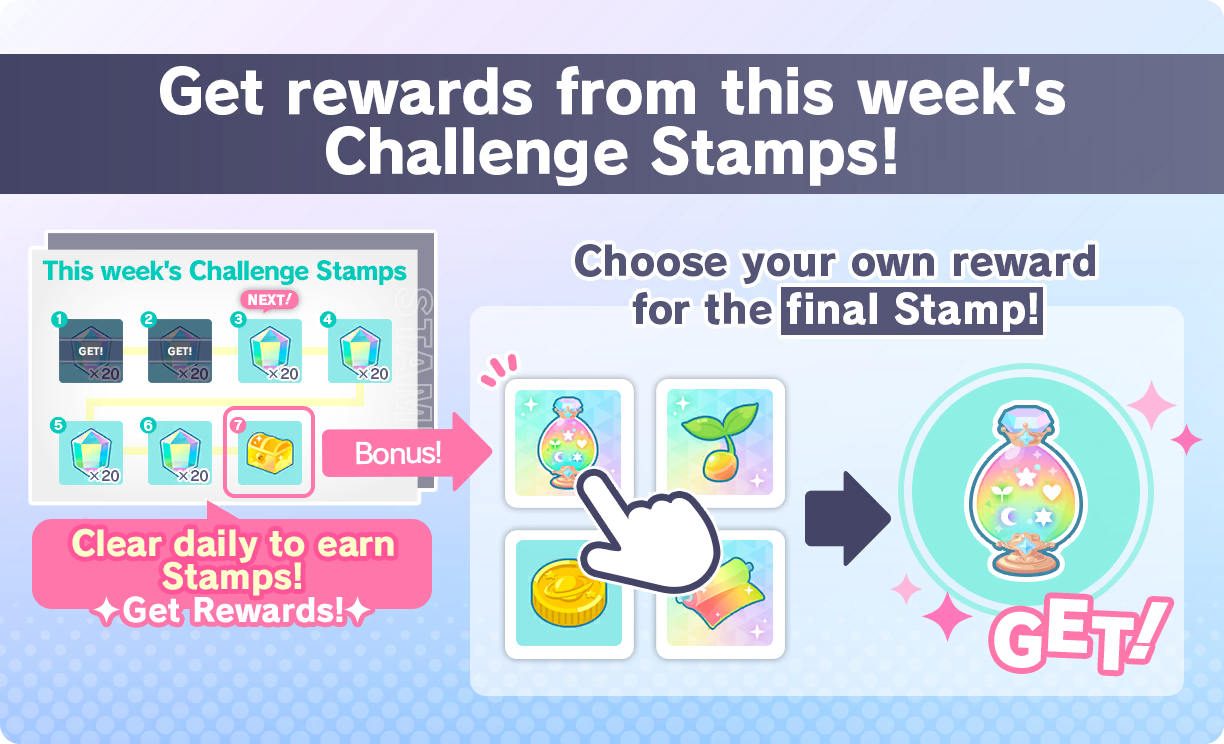 Get rewards from this week's
Challenge Stamps!
This week's Challenge Stamps
NEXT!
1
GET!
×20
2
GET!
×20
3
×20
4
×20
5
×20
6
×20
7
Bonus!
Clear daily to earn
Stamps!
✦Get Rewards!✦
Choose your own reward
for the final Stamp!
GET!